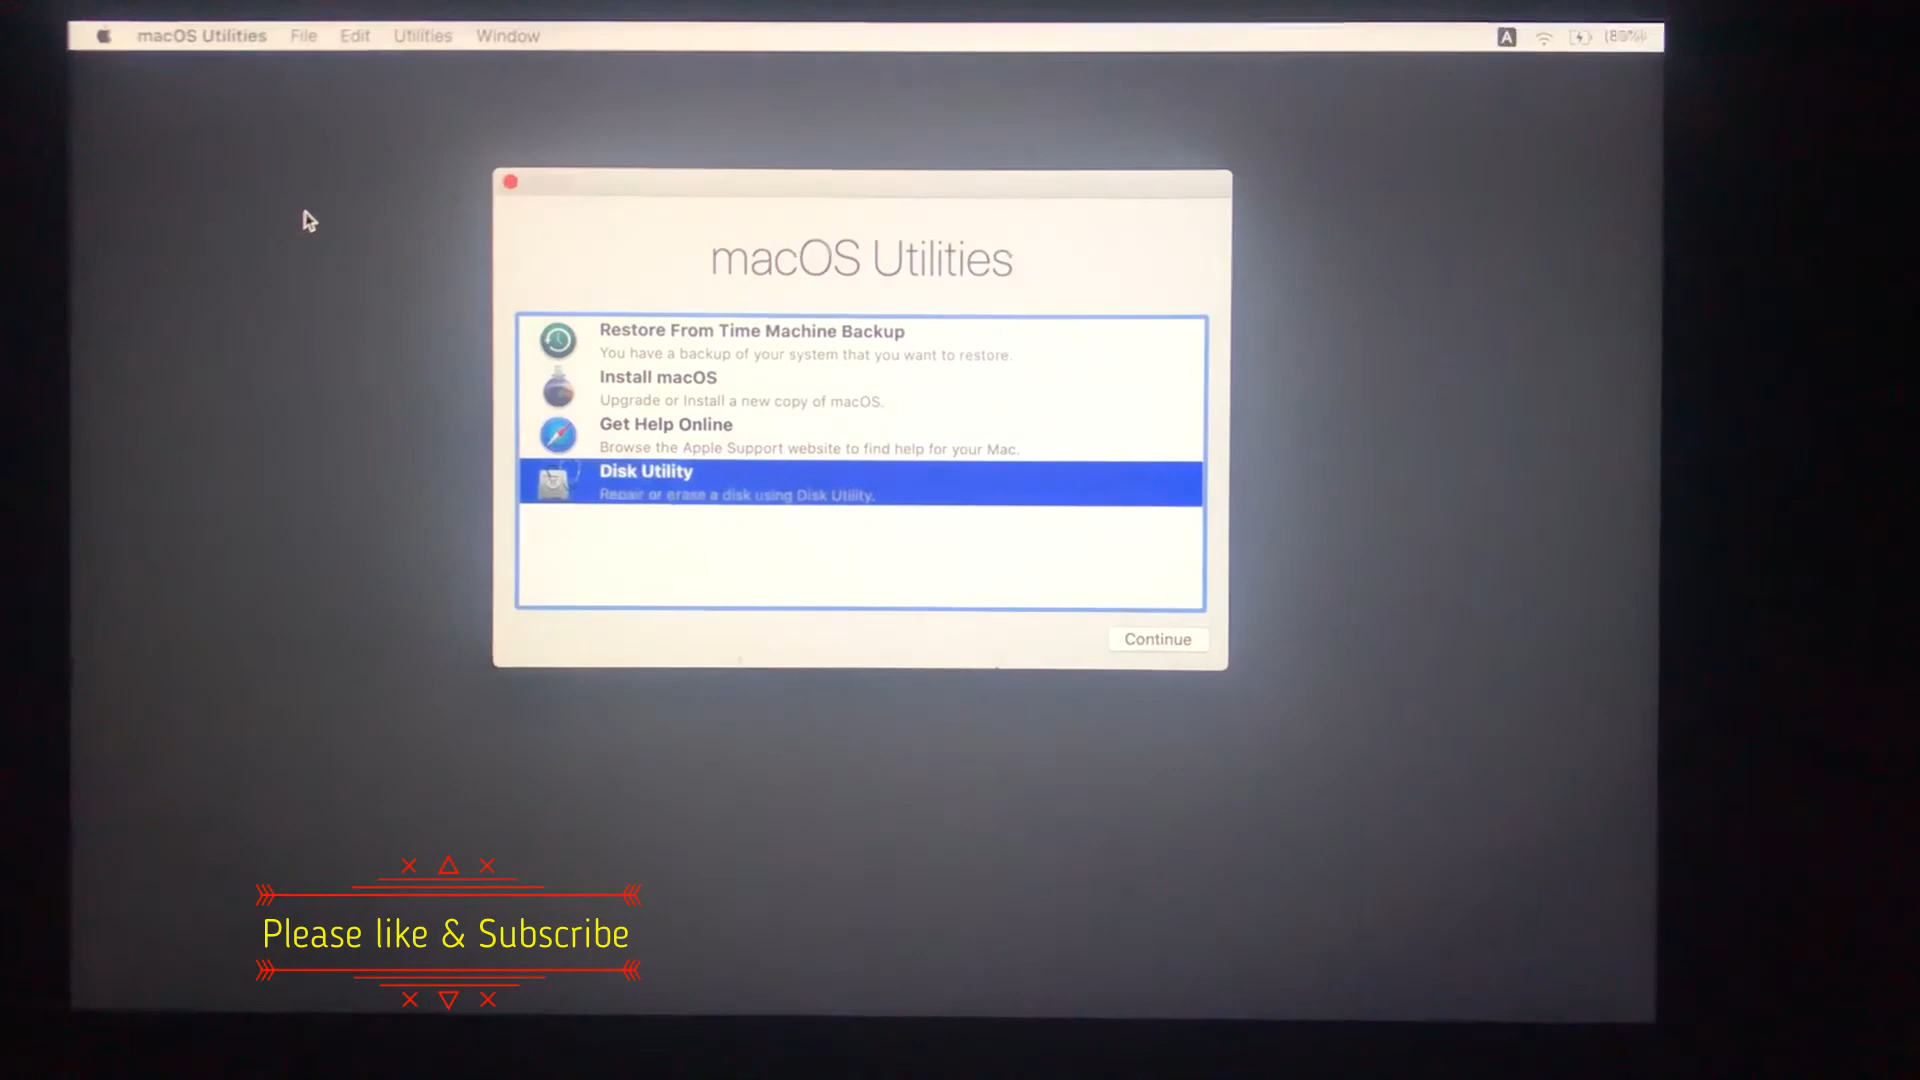 macOS Utilities File Edit Utilities Window A (80%)
macOS Utilities
Restore From Time Machine Backup
You have a backup of your system that you want to restore.
Install macOS
Upgrade or Install a new copy of macOS.
Get Help Online
Browse the Apple Support website to find help for your Mac.
Disk Utility
Repair or erase a disk using Disk Utility.
Continue
Please like & Subscribe